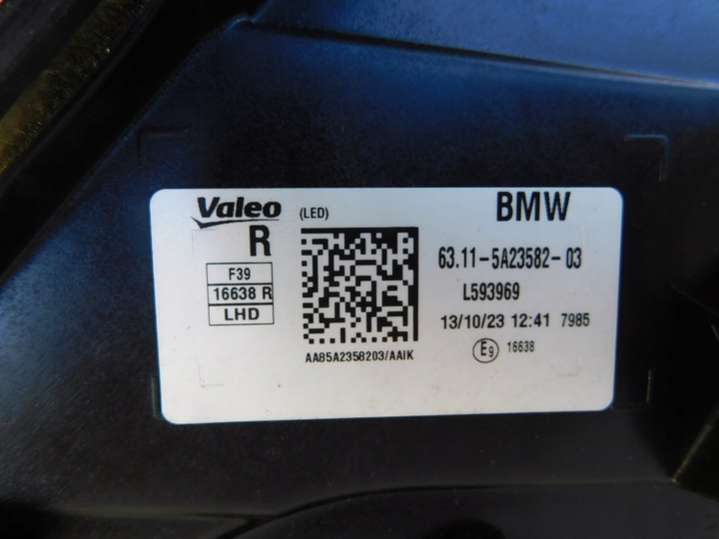 Valeo (LED) BMW
R
63.11-5A23582-03
F39
16638 R
LHD
L593969
13/10/23 12:41 7985
E9 16638
AA85A2358203/AAIK